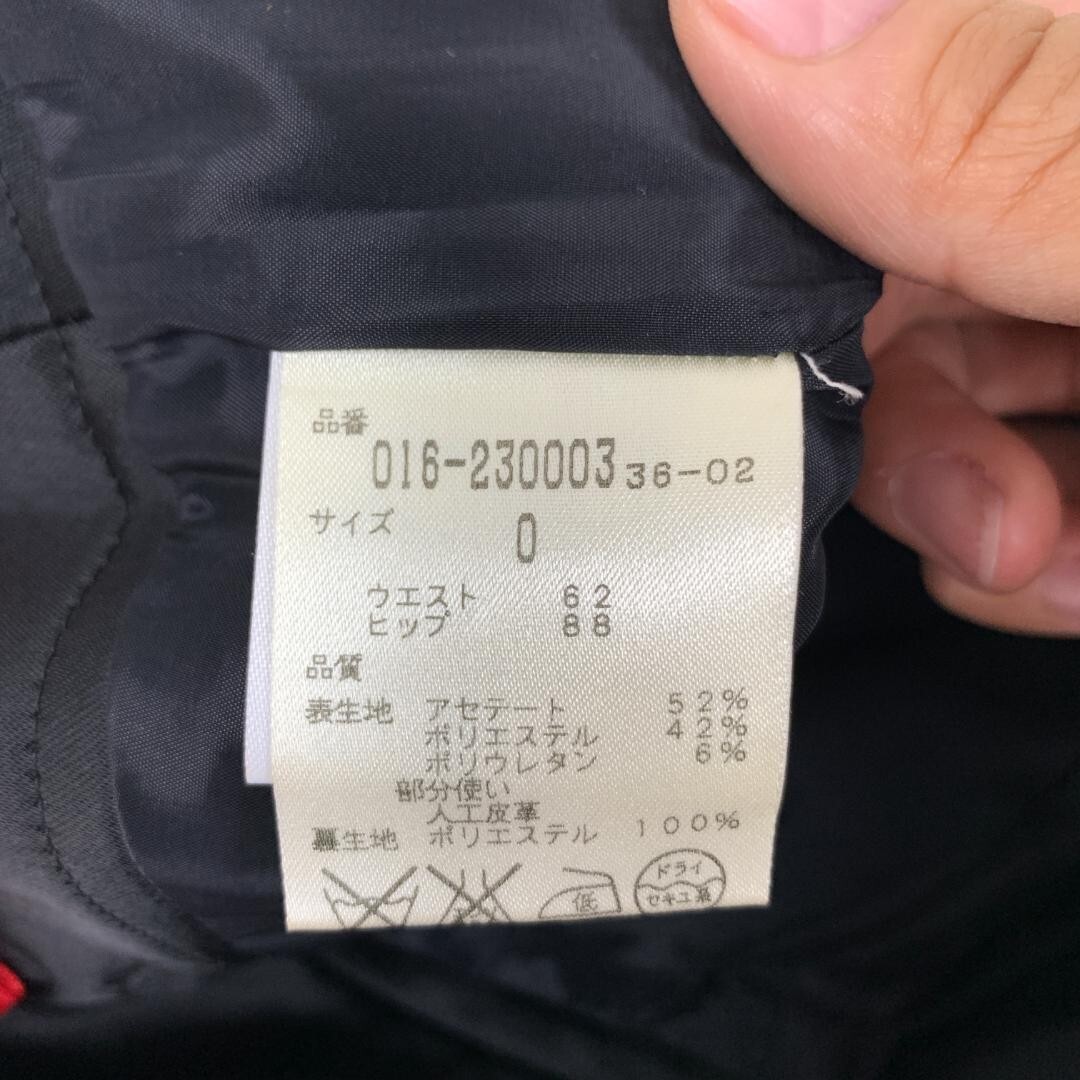 品番
016-230003 36-02
サイズ 0
ウエスト 62
ヒップ 88
品質
表生地 アセテート 52%
ポリエステル 42%
ポリウレタン 6%
部分使い
人工皮革
裏生地 ポリエステル 100%
低 ドライ
セキユ系